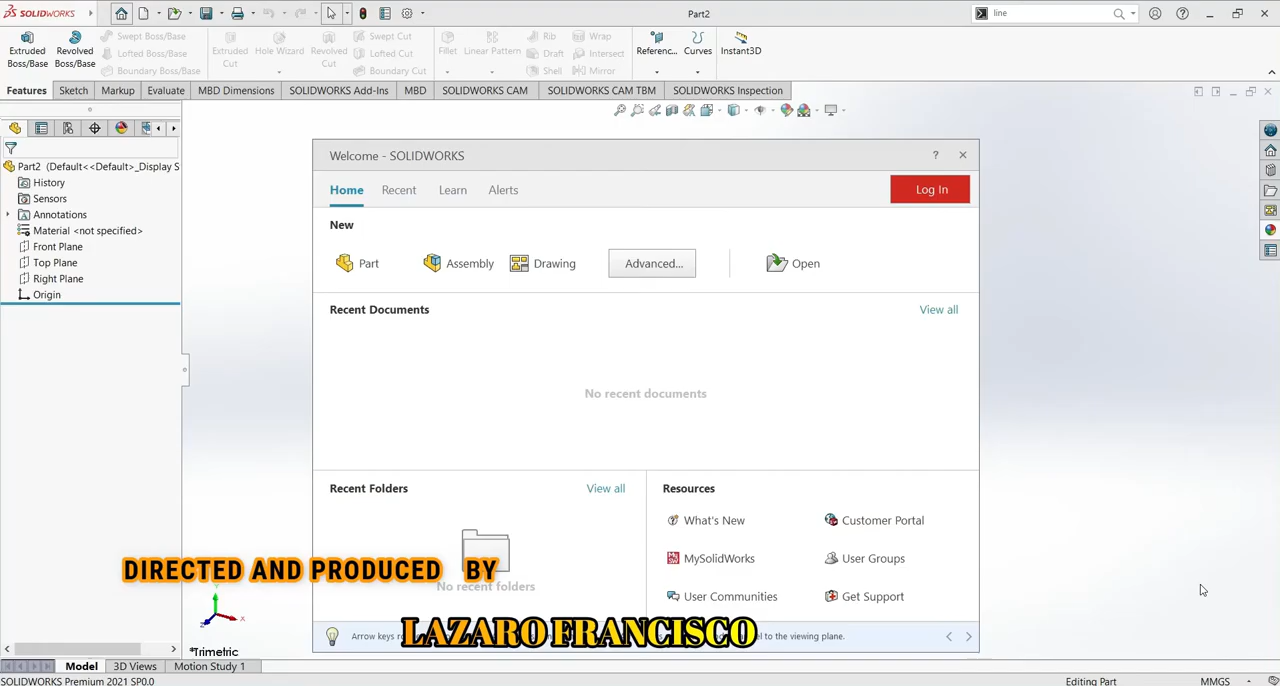 SOLIDWORKS
Part2
line
Extruded Boss/Base
Revolved Boss/Base
Swept Boss/Base
Lofted Boss/Base
Boundary Boss/Base
Extruded Cut
Hole Wizard
Revolved Cut
Swept Cut
Lofted Cut
Boundary Cut
Fillet
Linear Pattern
Rib
Draft
Shell
Wrap
Intersect
Mirror
Referenc...
Curves
Instant3D
Features Sketch Markup Evaluate MBD Dimensions SOLIDWORKS Add-Ins MBD SOLIDWORKS CAM SOLIDWORKS CAM TBM SOLIDWORKS Inspection
Part2 (Default<<Default>_Display S
History
Sensors
Annotations
Material <not specified>
Front Plane
Top Plane
Right Plane
Origin
Welcome - SOLIDWORKS
?
Home Recent Learn Alerts
Log In
New
Part Assembly Drawing Advanced... Open
Recent Documents View all
No recent documents
Recent Folders View all
No recent folders
Resources
What's New Customer Portal
MySolidWorks User Groups
User Communities Get Support
DIRECTED AND PRODUCED BY
LAZARO FRANCISCO
Arrow keys
to the viewing plane.
*Trimetric
Model 3D Views Motion Study 1
SOLIDWORKS Premium 2021 SP0.0
Editing Part
MMGS